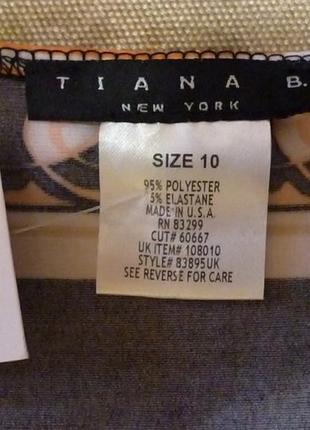 TIANA B.
NEW YORK
SIZE 10
95% POLYESTER
5% ELASTANE
MADE IN U.S.A.
RN 83299
CUT# 60667
UK ITEM# 108010
STYLE# 83895UK
SEE REVERSE FOR CARE